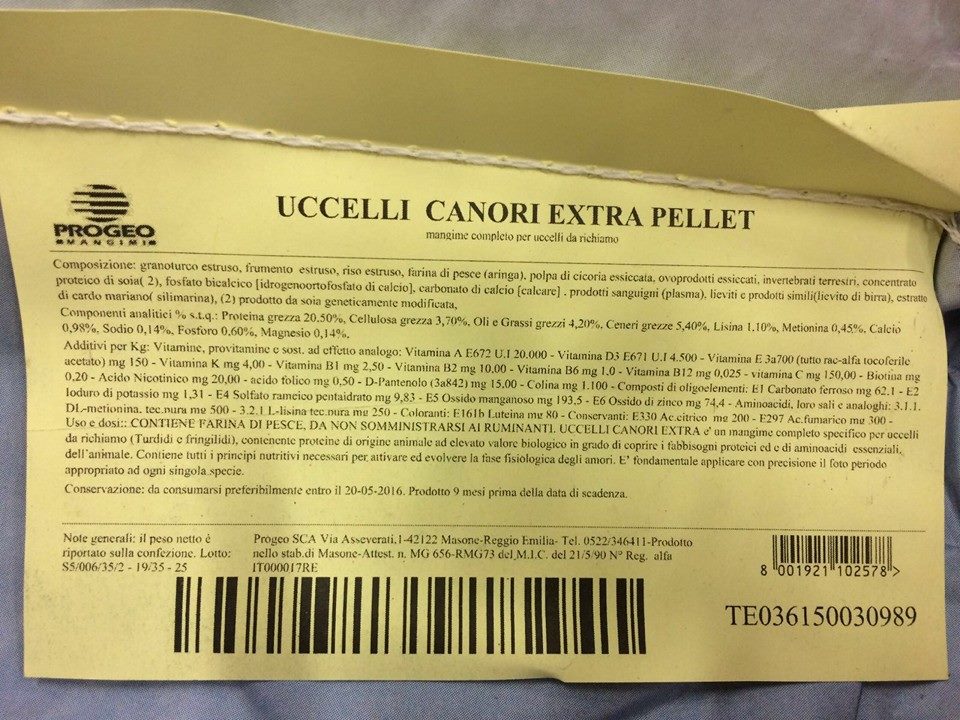 PROGEO
MANGIMI
UCCELLI CANORI EXTRA PELLET
mangime completo per uccelli da richiamo
Composizione: granoturco estruso, frumento estruso, riso estruso, farina di pesce (aringa), polpa di cicoria essiccata, ovoprodotti essiccati, invertebrati terrestri, concentrato
proteico di soia( 2), fosfato bicalcico [idrogenoortofosfato di calcio], carbonato di calcio [calcare] , prodotti sanguigni (plasma), lieviti e prodotti simili(lievito di birra), estratto
di cardo mariano( silimarina), (2) prodotto da soia geneticamente modificata,
Componenti analitici % s.t.q.: Proteina grezza 20,50%, Cellulosa grezza 3,70%, Oli e Grassi grezzi 4,20%, Ceneri grezze 5,40%, Lisina 1,10%, Metionina 0,45%, Calcio
0,98%, Sodio 0,14%, Fosforo 0,60%, Magnesio 0,14%.
Additivi per Kg: Vitamine, provitamine e sost. ad effetto analogo: Vitamina A E672 U.I 20.000 - Vitamina D3 E671 U.I 4.500 - Vitamina E 3a700 (tutto rac-alfa tocoferile
acetato) mg 150 - Vitamina K mg 4,00 - Vitamina B1 mg 2,50 - Vitamina B2 mg 10,00 - Vitamina B6 mg 1,0 - Vitamina B12 mg 0,025 - vitamina C mg 150,00 - Biotina mg
0,20 - Acido Nicotinico mg 20,00 - acido folico mg 0,50 - D-Pantenolo (3a842) mg 15,00 - Colina mg 1.100 - Composti di oligoelementi: E1 Carbonato ferroso mg 62,1 - E2
Ioduro di potassio mg 1,31 - E4 Solfato rameico pentaidrato mg 9,83 - E5 Ossido manganoso mg 193,5 - E6 Ossido di zinco mg 74,4 - Aminoacidi, loro sali e analoghi: 3.1.1.
DL-metionina, tec.pura mg 500 - 3.2.1 L-lisina tec.pura mg 250 - Coloranti: E161b Luteina mg 80 - Conservanti: E330 Ac.citrico mg 200 - E297 Ac.fumarico mg 300 -
Uso e dosi:: CONTIENE FARINA DI PESCE, DA NON SOMMINISTRARSI AI RUMINANTI. UCCELLI CANORI EXTRA e' un mangime completo specifico per uccelli
da richiamo (Turdidi e fringilidi), contenente proteine di origine animale ad elevato valore biologico in grado di coprire i fabbisogni proteici ed e di aminoacidi essenziali,
dell'animale. Contiene tutti i principi nutritivi necessari per attivare ed evolvere la fase fisiologica degli amori. E' fondamentale applicare con precisione il foto periodo
appropriato ad ogni singola specie.
Conservazione: da consumarsi preferibilmente entro il 20-05-2016. Prodotto 9 mesi prima della data di scadenza.
Note generali: il peso netto è
riportato sulla confezione. Lotto:
S5/006/35/2 - 19/35 - 25
Progeo SCA Via Asseverati,1-42122 Masone-Reggio Emilia- Tel. 0522/346411-Prodotto
nello stab.di Masone-Attest. n. MG 656-RMG73 del M.I.C. del 21/5/90 N° Reg. alfa
IT000017RE
8 001921 102578 >
TE036150030989